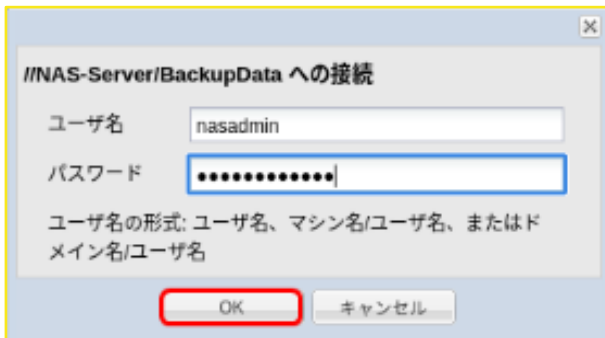 //NAS-Server/BackupData への接続
ユーザ名 nasadmin
パスワード ●●●●●●●●●●●●
ユーザ名の形式: ユーザ名、マシン名/ユーザ名、またはド
メイン名/ユーザ名
OK キャンセル